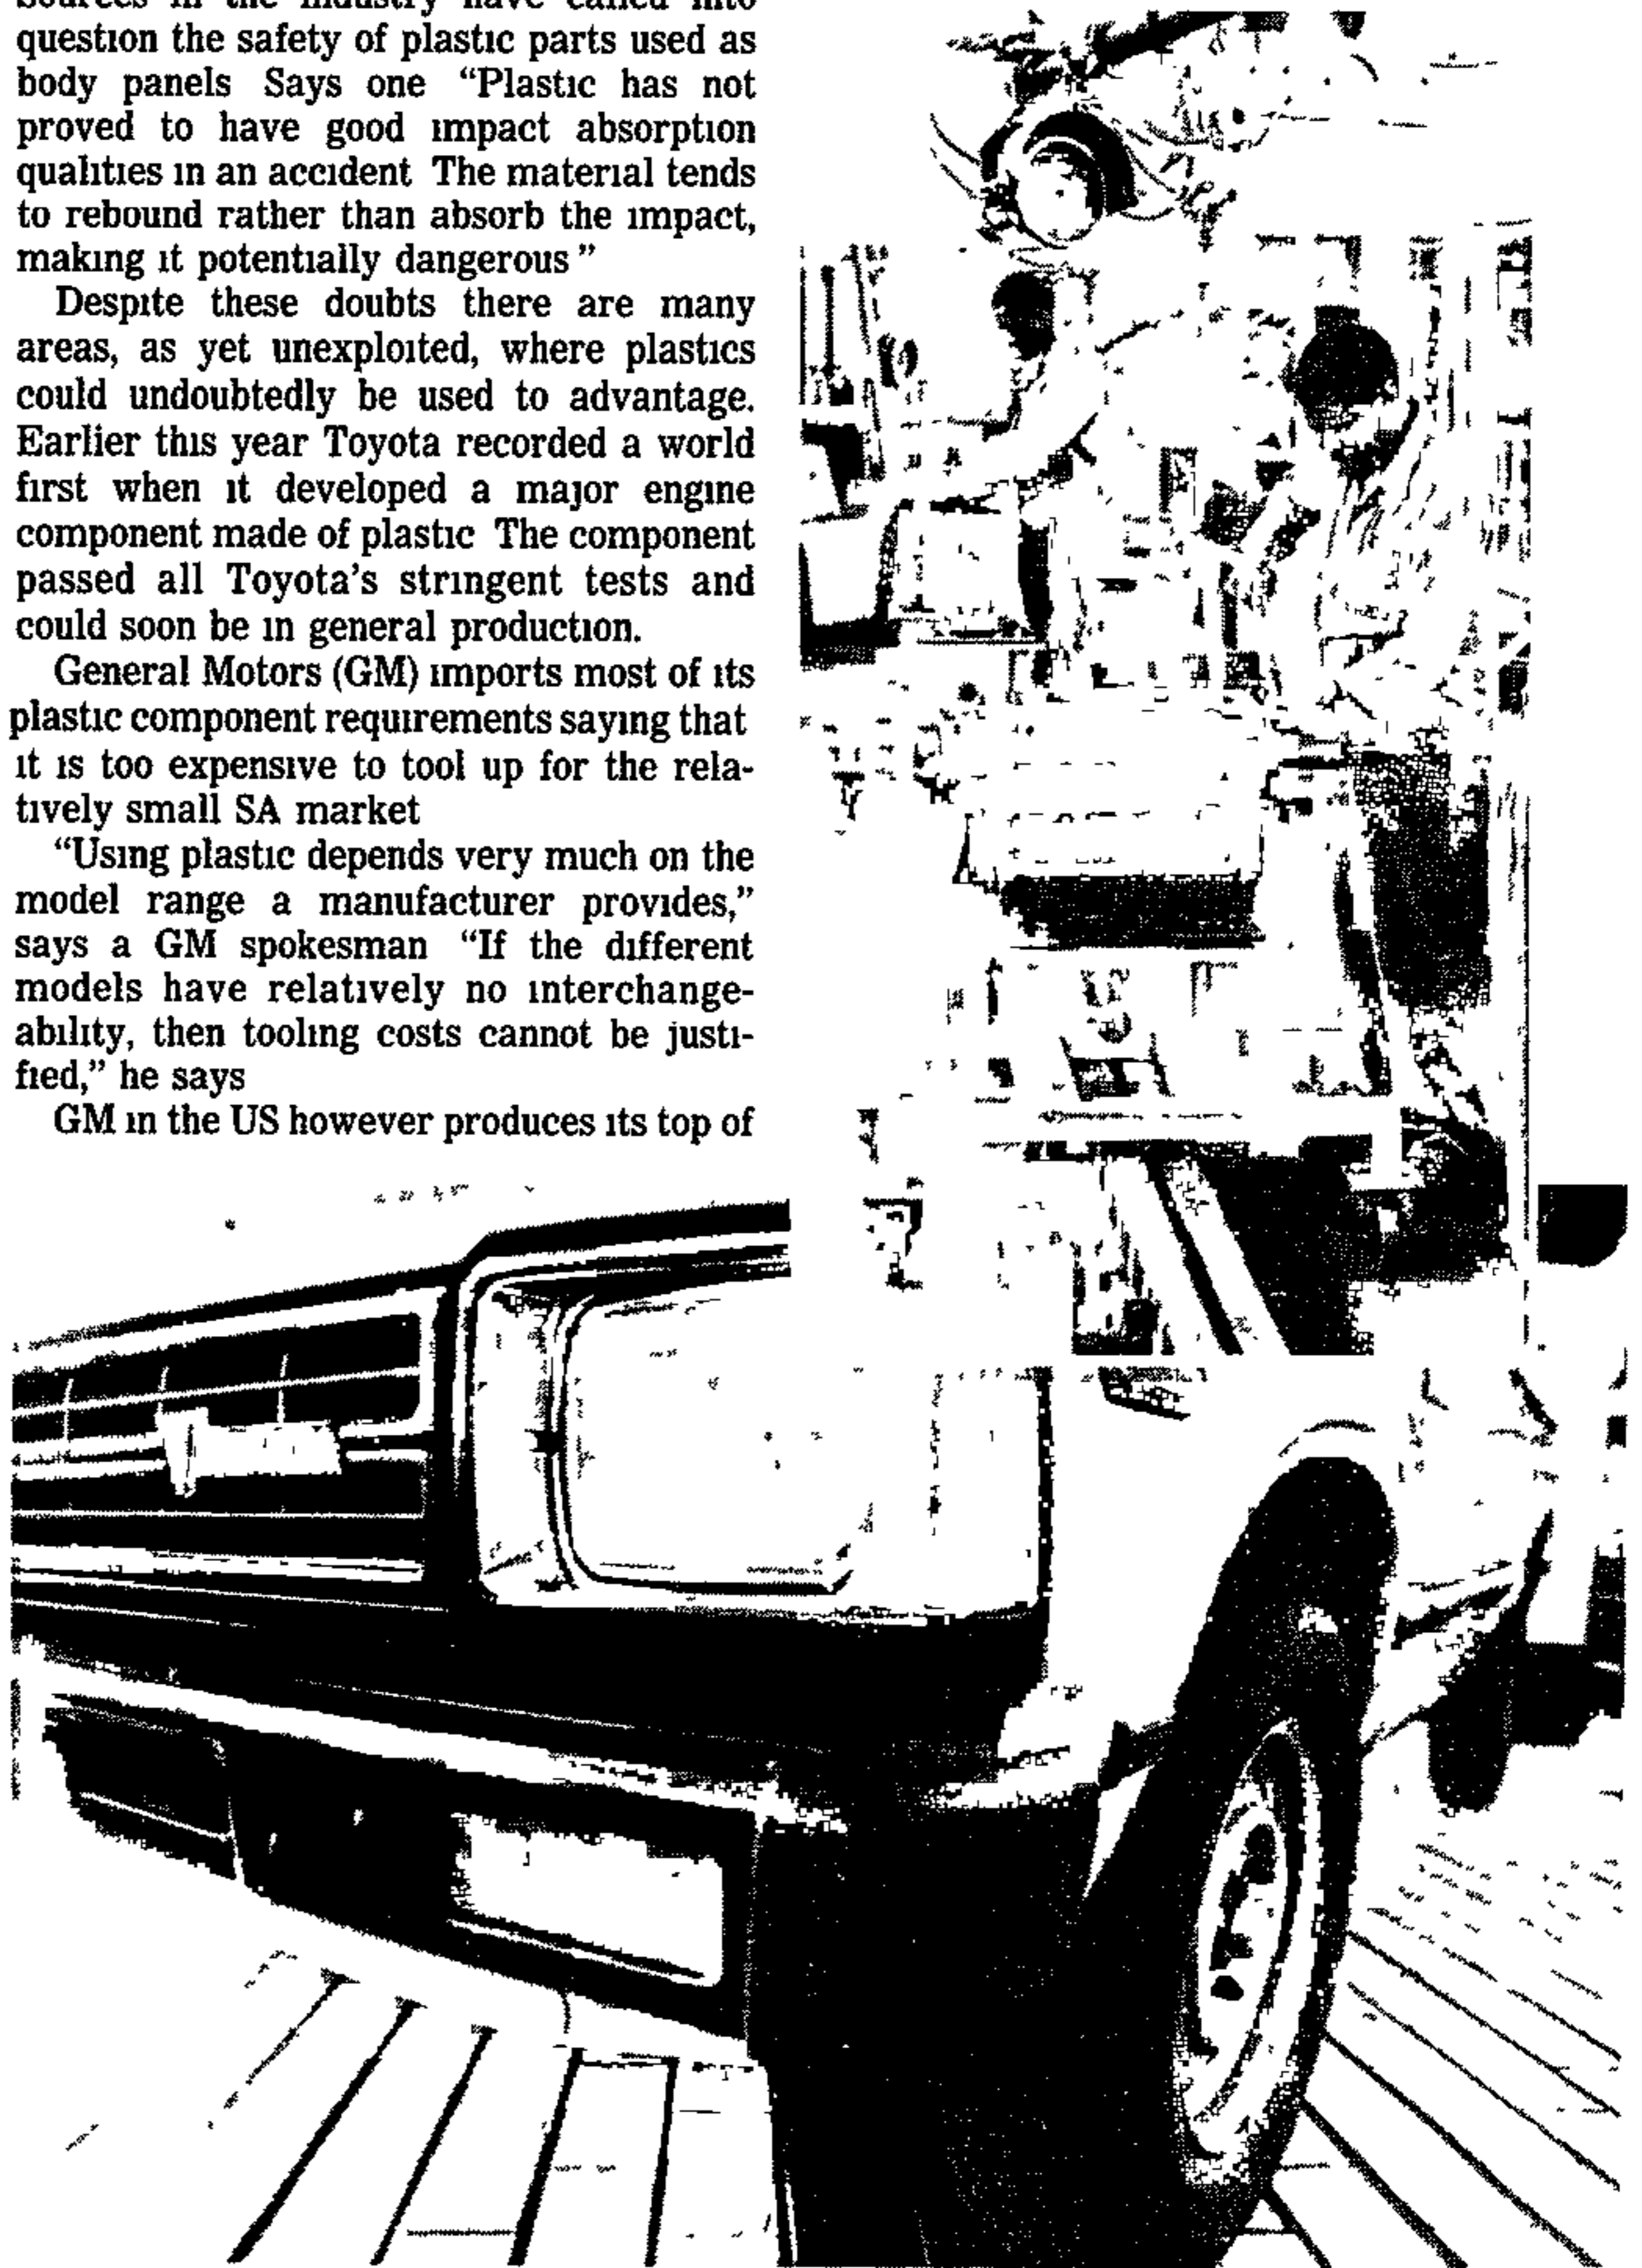 sources in the industry have called into
question the safety of plastic parts used as
body panels Says one “Plastic has not
proved to have good impact absorption
qualities in an accident The material tends
to rebound rather than absorb the impact,
making it potentially dangerous”
Despite these doubts there are many
areas, as yet unexploited, where plastics
could undoubtedly be used to advantage.
Earlier this year Toyota recorded a world
first when it developed a major engine
component made of plastic The component
passed all Toyota’s stringent tests and
could soon be in general production.
General Motors (GM) imports most of its
plastic component requirements saying that
it is too expensive to tool up for the rela-
tively small SA market
“Using plastic depends very much on the
model range a manufacturer provides,”
says a GM spokesman “If the different
models have relatively no interchange-
ability, then tooling costs cannot be justi-
fied,” he says
GM in the US however produces its top of